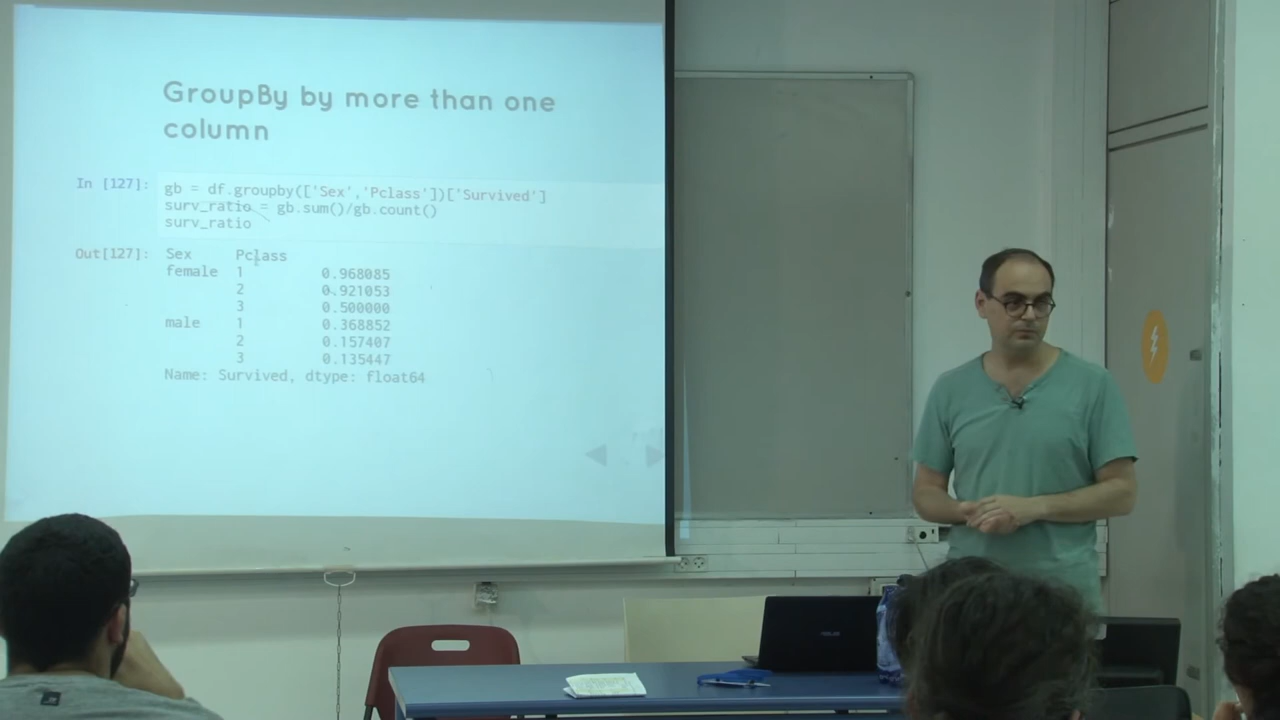 GroupBy by more than one
column
In [127]: gb = df.groupby(['Sex','Pclass'])['Survived']
surv_ratio = gb.sum()/gb.count()
surv_ratio
Out[127]: Sex Pclass
female 1 0.968085
2 0.921053
3 0.500000
male 1 0.368852
2 0.157407
3 0.135447
Name: Survived, dtype: float64
ASUS